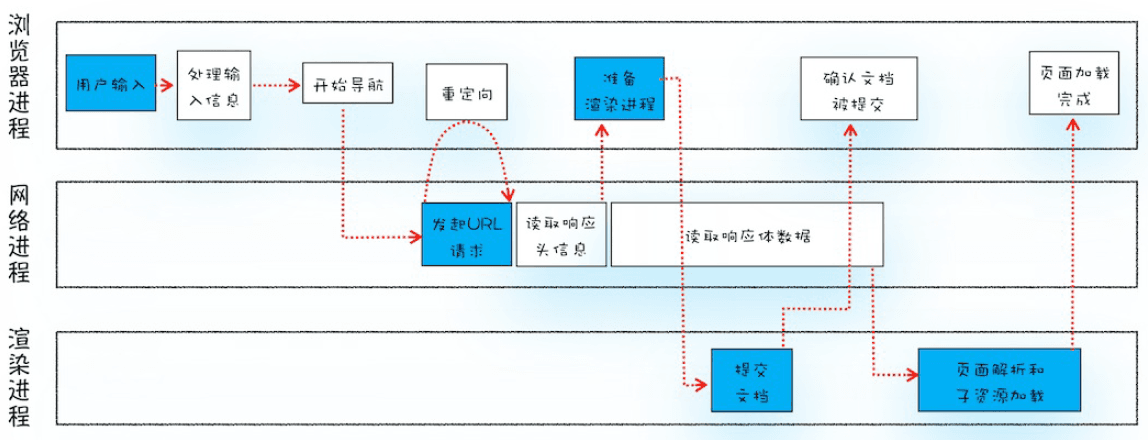 浏览器进程
用户输入
处理输
入信息
开始导航
重定向
准备
渲染进程
确认文档
被提交
页面加载
完成
网络进程
发起URL
请求
读取响应
头信息
读取响应体数据
渲染进程
提交
文档
页面解析和
子资源加载